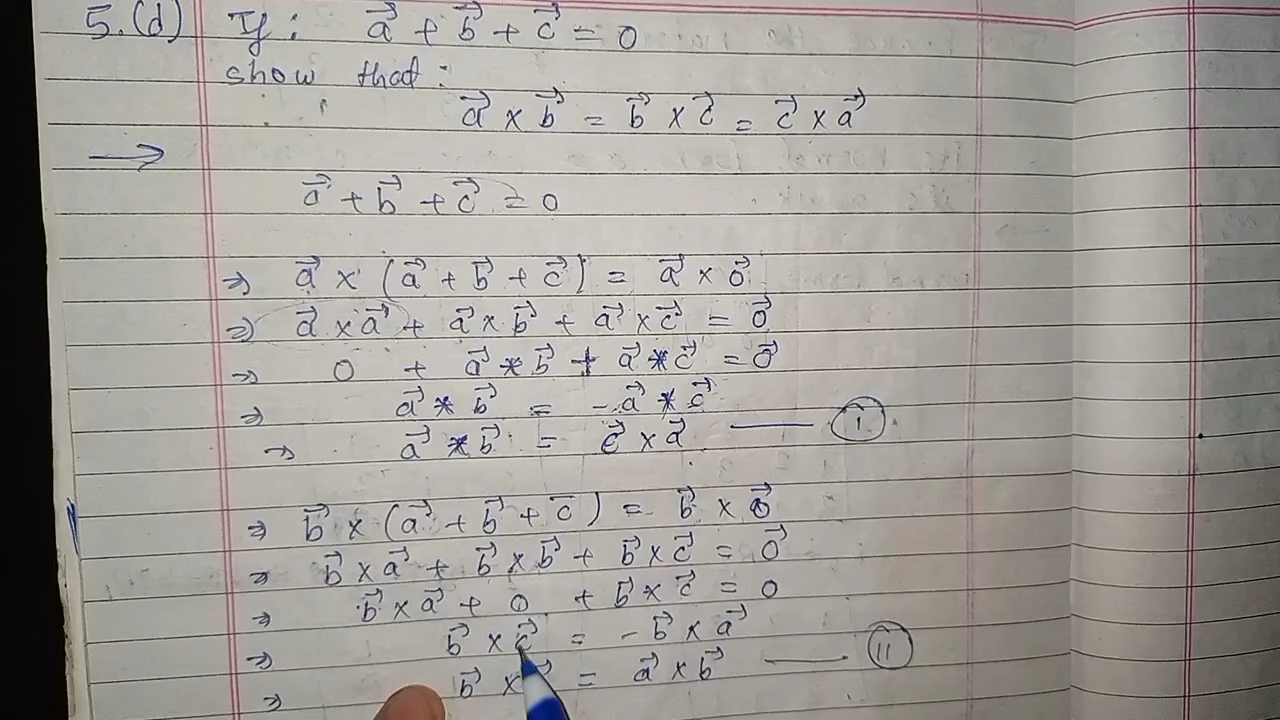 5.(d) If: a⃗ + b⃗ + c⃗ = 0
show that:
a⃗ × b⃗ = b⃗ × c⃗ = c⃗ × a⃗
→
a⃗ + b⃗ + c⃗ = 0
⇒ a⃗ × (a⃗ + b⃗ + c⃗) = a⃗ × 0⃗
⇒ a⃗ × a⃗ + a⃗ × b⃗ + a⃗ × c⃗ = 0⃗
⇒ 0 + a⃗ × b⃗ + a⃗ × c⃗ = 0⃗
⇒ a⃗ × b⃗ = - a⃗ × c⃗
⇒ a⃗ × b⃗ = c⃗ × a⃗ —— (i)
⇒ b⃗ × (a⃗ + b⃗ + c⃗) = b⃗ × 0⃗
⇒ b⃗ × a⃗ + b⃗ × b⃗ + b⃗ × c⃗ = 0⃗
⇒ b⃗ × a⃗ + 0 + b⃗ × c⃗ = 0
⇒ b⃗ × c⃗ = - b⃗ × a⃗
⇒ b⃗ × = a⃗ × b⃗ —— (ii)